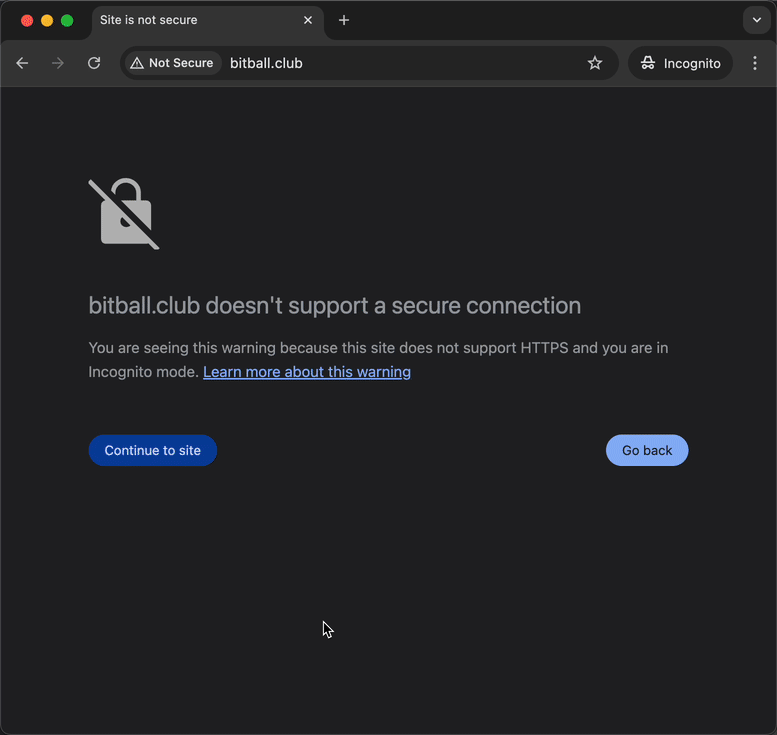 Site is not secure
Not Secure
bitball.club
Incognito
bitball.club doesn't support a secure connection
You are seeing this warning because this site does not support HTTPS and you are in
Incognito mode. Learn more about this warning
Continue to site
Go back